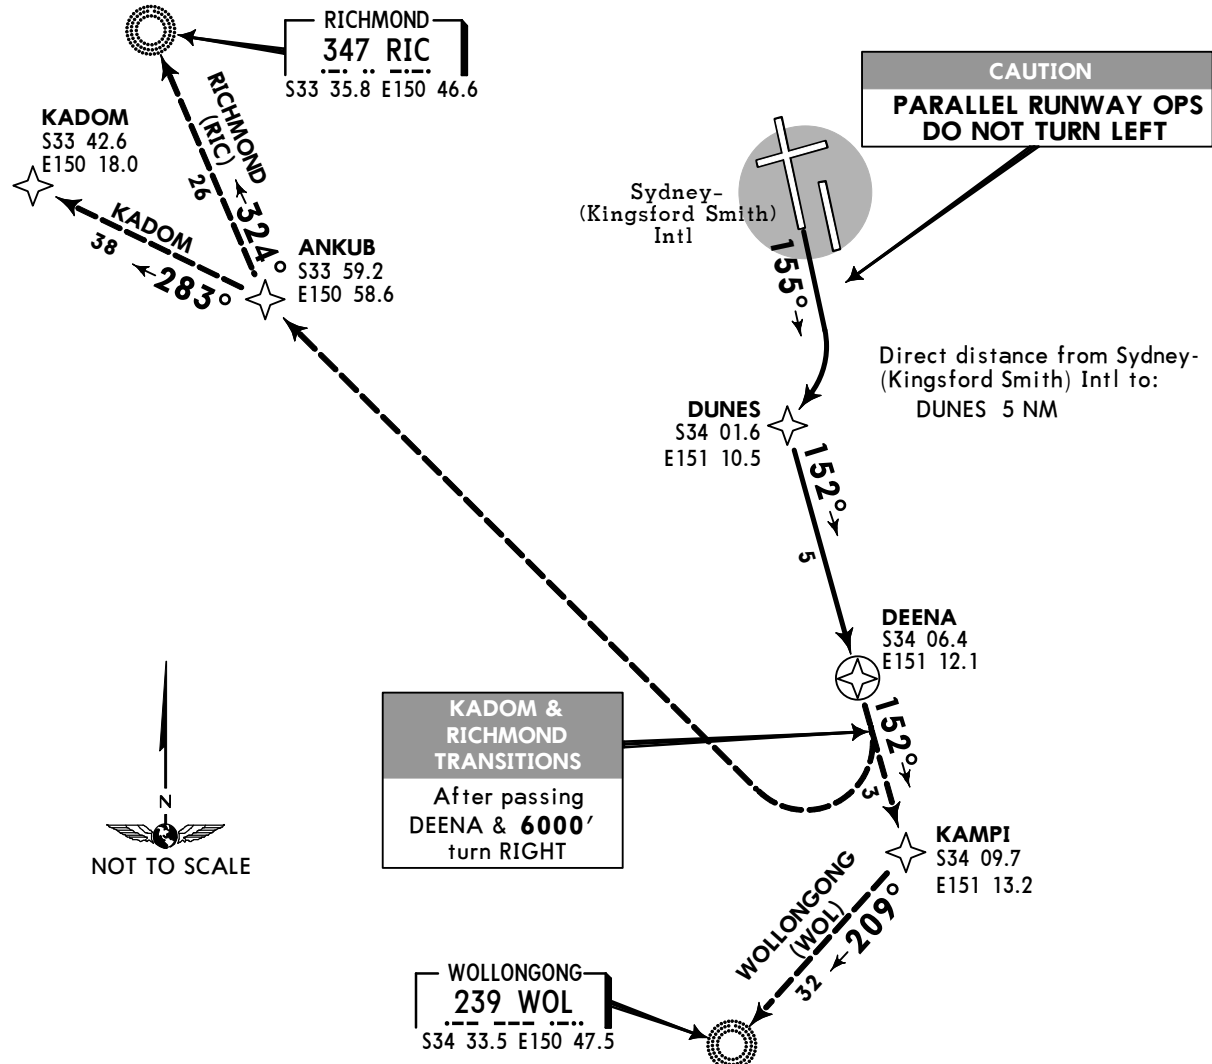 RICHMOND
347 RIC
S33 35.8 E150 46.6
CAUTION
PARALLEL RUNWAY OPS
DO NOT TURN LEFT
KADOM
S33 42.6
E150 18.0
RICHMOND
(RIC)
26
324°
KADOM
38
283°
ANKUB
S33 59.2
E150 58.6
Sydney-
(Kingsford Smith)
Intl
155°
Direct distance from Sydney-
(Kingsford Smith) Intl to:
DUNES 5 NM
DUNES
S34 01.6
E151 10.5
152°
5
DEENA
S34 06.4
E151 12.1
KADOM &
RICHMOND
TRANSITIONS
After passing
DEENA & 6000'
turn RIGHT
152°
3
KAMPI
S34 09.7
E151 13.2
N
NOT TO SCALE
WOLLONGONG
(WOL)
209°
32
WOLLONGONG
239 WOL
S34 33.5 E150 47.5